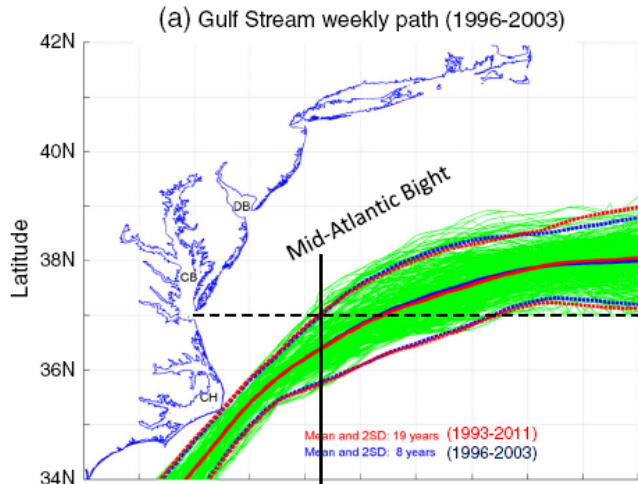 (a) Gulf Stream weekly path (1996-2003)
42N
40N
DB
Mid-Atlantic Bight
Latitude
38N
CB
36N
CH
Mean and 2SD: 19 years (1993-2011)
Mean and 2SD: 8 years (1996-2003)
34N